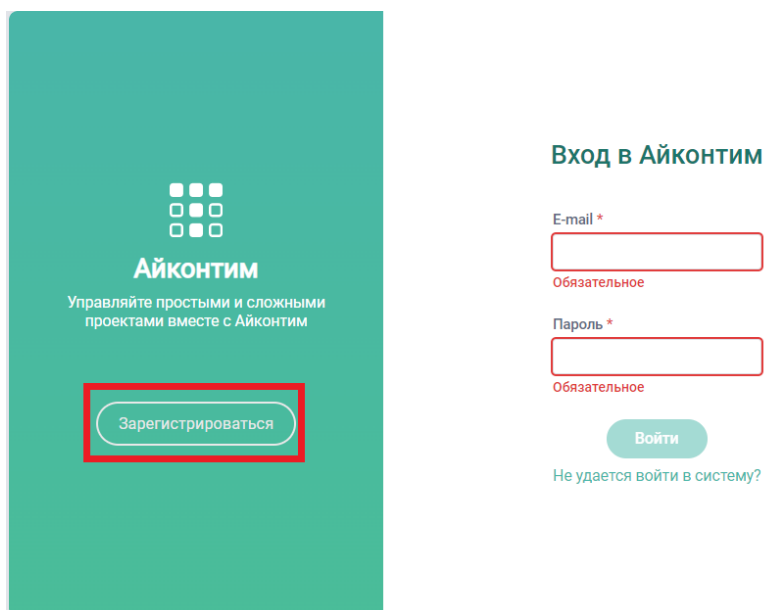 Айконтим
Управляйте простыми и сложными
проектами вместе с Айконтим
Зарегистрироваться
Вход в Айконтим
E-mail *
Обязательное
Пароль *
Обязательное
Войти
Не удается войти в систему?